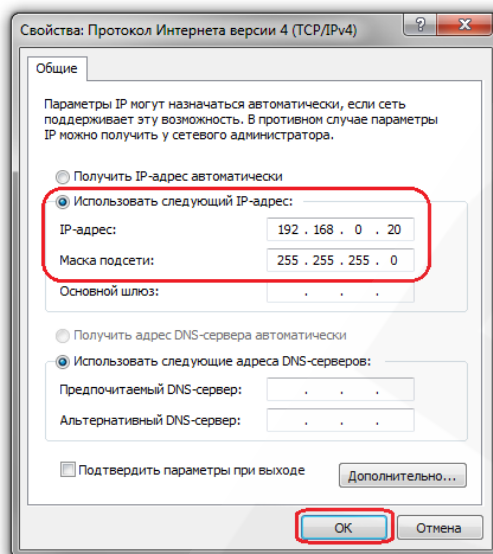 Свойства: Протокол Интернета версии 4 (TCP/IPv4)
Общие
Параметры IP могут назначаться автоматически, если сеть
поддерживает эту возможность. В противном случае параметры
IP можно получить у сетевого администратора.
Получить IP-адрес автоматически
Использовать следующий IP-адрес:
IP-адрес: 192 . 168 . 0 . 20
Маска подсети: 255 . 255 . 255 . 0
Основной шлюз: . . .
Получить адрес DNS-сервера автоматически
Использовать следующие адреса DNS-серверов:
Предпочитаемый DNS-сервер: . . .
Альтернативный DNS-сервер: . . .
Подтвердить параметры при выходе
Дополнительно...
ОК Отмена